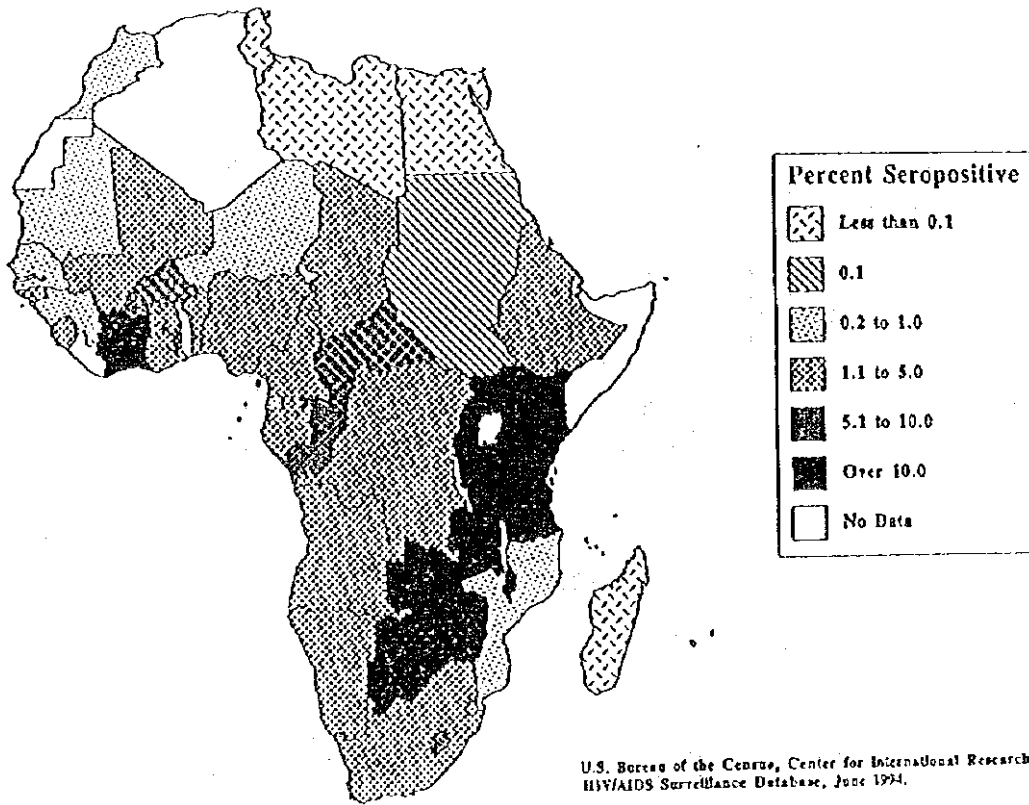 Percent Seropositive
Less than 0.1
0.1
0.2 to 1.0
1.1 to 5.0
5.1 to 10.0
Over 10.0
No Data
U.S. Bureau of the Census, Center for International Research
HIV/AIDS Surveillance Database, June 1994.